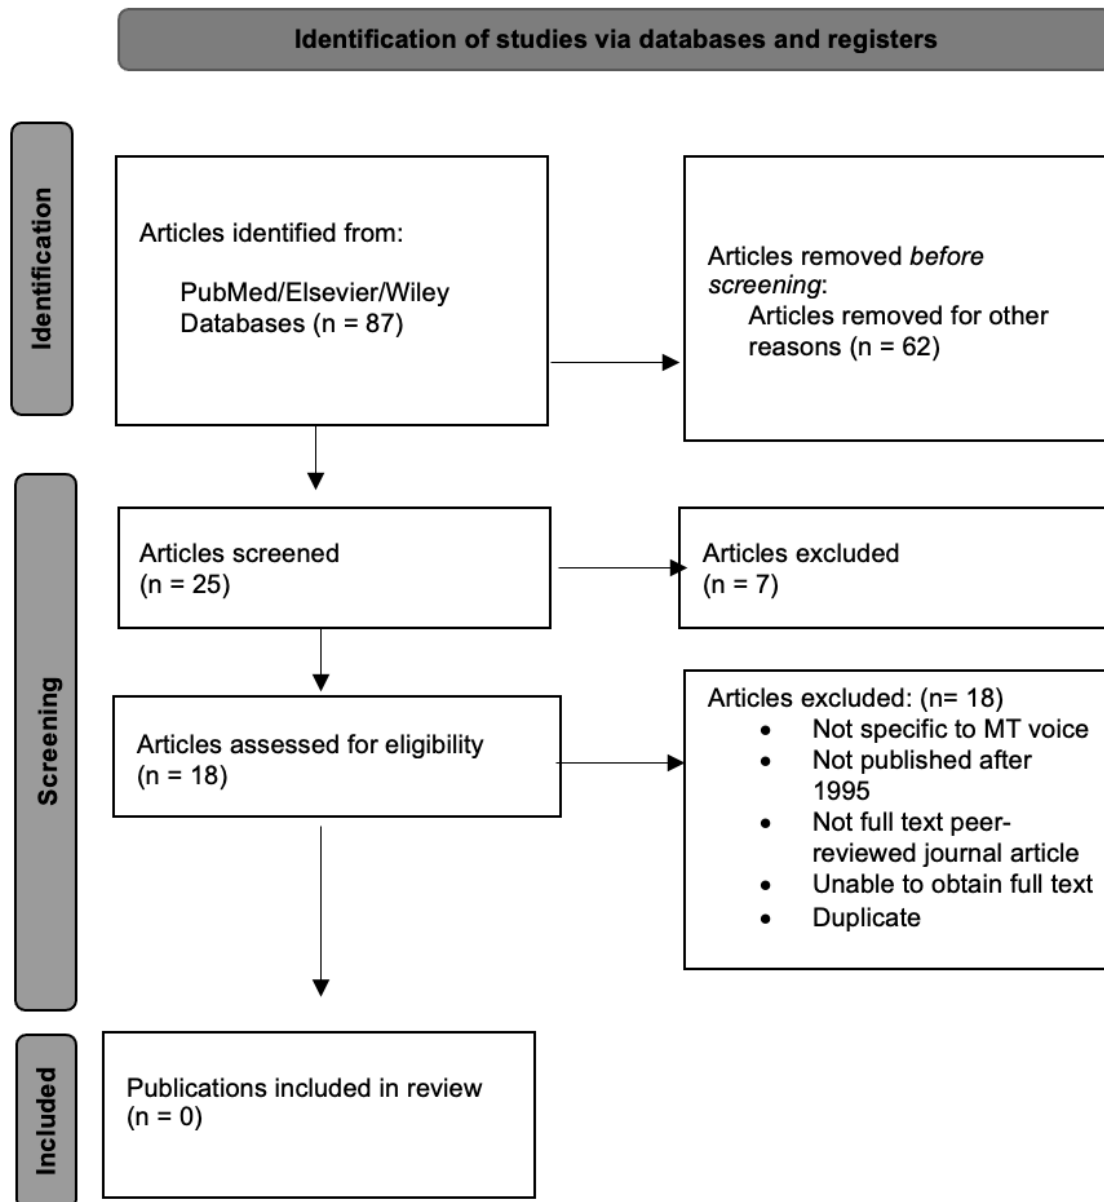 Identification of studies via databases and registers
Identification
Articles identified from:
PubMed/Elsevier/Wiley
Databases (n = 87)
Articles removed before
screening:
Articles removed for other
reasons (n = 62)
Screening
Articles screened
(n = 25)
Articles excluded
(n = 7)
Articles assessed for eligibility
(n = 18)
Articles excluded: (n= 18)
• Not specific to MT voice
• Not published after
1995
• Not full text peer-
reviewed journal article
• Unable to obtain full text
• Duplicate
Included
Publications included in review
(n = 0)